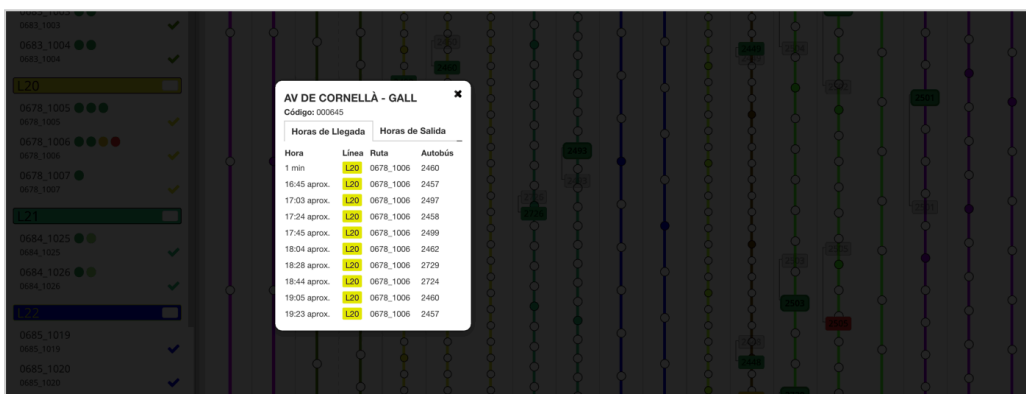 0683_1003
0683_1004
0683_1004
L20
0678_1005
0678_1005
0678_1006
0678_1006
0678_1007
0678_1007
L21
0684_1025
0684_1025
0684_1026
0684_1026
L22
0685_1019
0685_1019
0685_1020
0685_1020
AV DE CORNELLÀ - GALL
Código: 000645
Horas de Llegada Horas de Salida
Hora Línea Ruta Autobús
1 min L20 0678_1006 2460
16:45 aprox. L20 0678_1006 2457
17:03 aprox. L20 0678_1006 2497
17:24 aprox. L20 0678_1006 2458
17:45 aprox. L20 0678_1006 2499
18:04 aprox. L20 0678_1006 2462
18:28 aprox. L20 0678_1006 2729
18:44 aprox. L20 0678_1006 2724
19:05 aprox. L20 0678_1006 2460
19:23 aprox. L20 0678_1006 2457